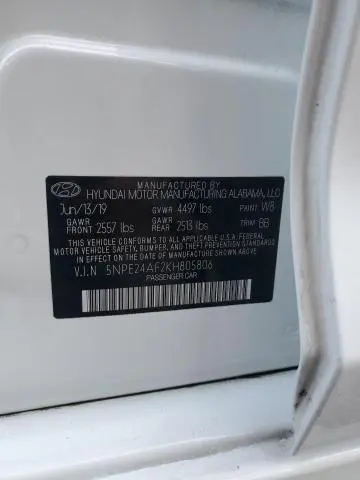 MANUFACTURED BY
HYUNDAI MOTOR MANUFACTURING ALABAMA, LLC
Jun/13/19 GVWR 4497 lbs PAINT W8
GAWR FRONT 2557 lbs GAWR REAR 2513 lbs TRIM BB
THIS VEHICLE CONFORMS TO ALL APPLICABLE U.S.A FEDERAL
MOTOR VEHICLE SAFETY, BUMPER, AND THEFT PREVENTION STANDARDS
IN EFFECT ON THE DATE OF MANUFACTURE SHOWN ABOVE.
V.I.N 5NPE24AF2KH805806
PASSENGER CAR